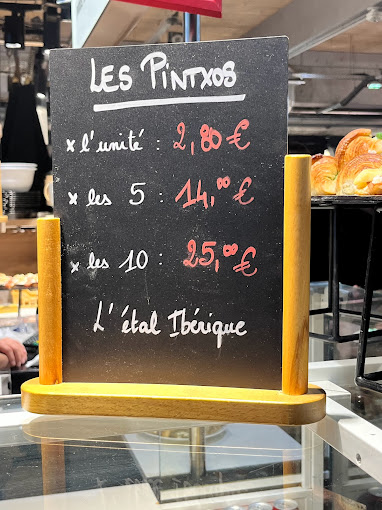 LES PINTXOS
x l'unité : 2,80 €
x les 5 : 14,00 €
x les 10 : 25,00 €
L'étal Ibérique